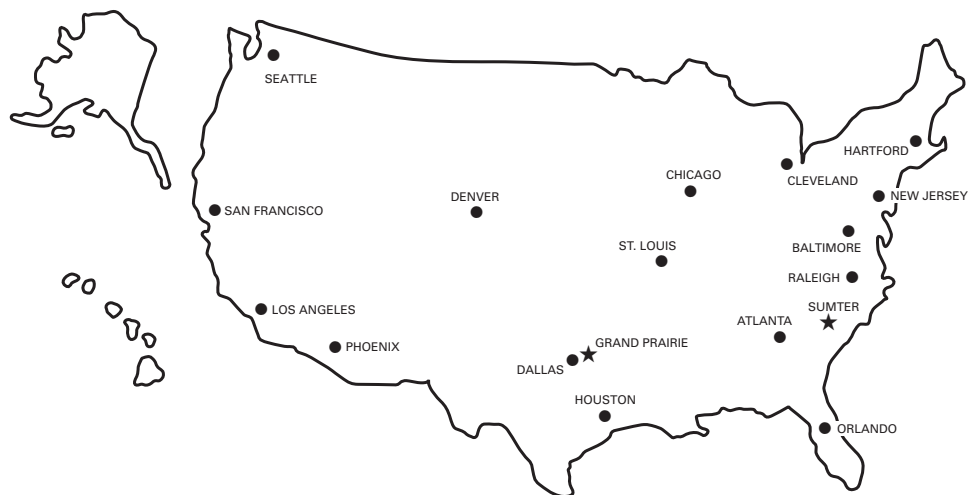 SEATTLE
HARTFORD
CHICAGO
CLEVELAND
DENVER
NEW JERSEY
SAN FRANCISCO
ST. LOUIS
BALTIMORE
RALEIGH
SUMTER
LOS ANGELES
ATLANTA
PHOENIX
GRAND PRAIRIE
DALLAS
HOUSTON
ORLANDO